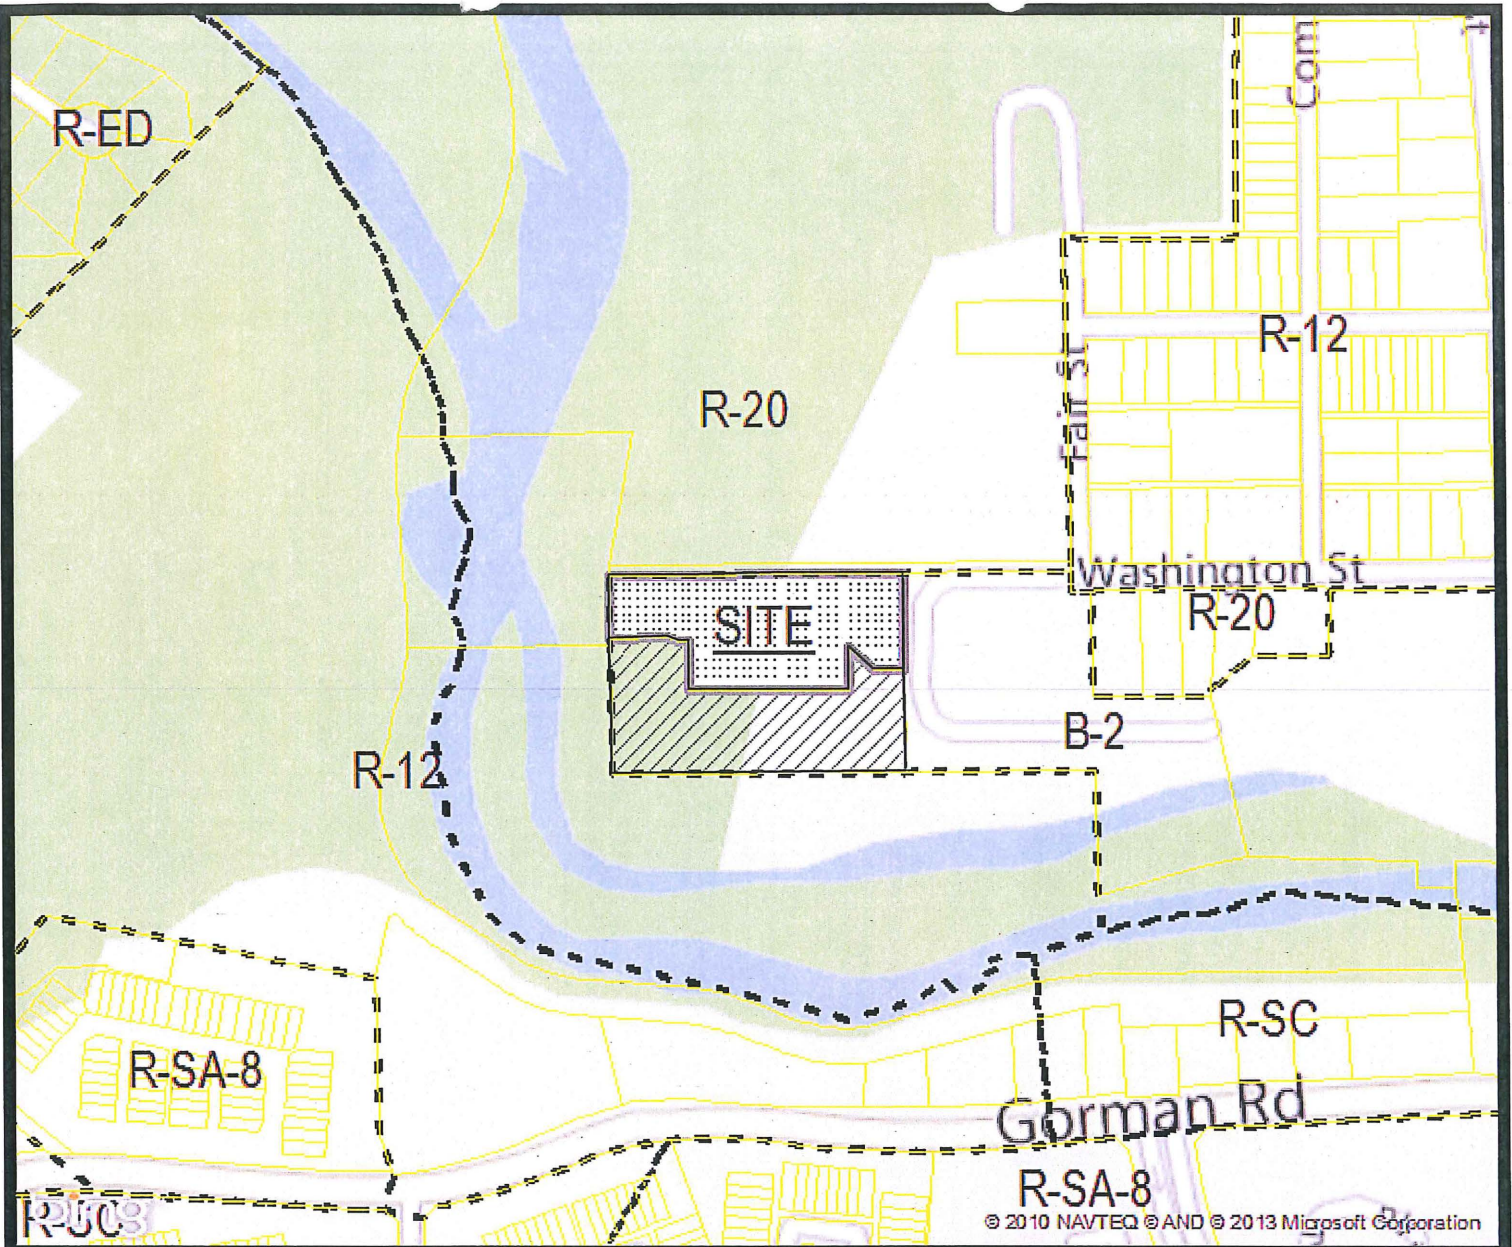 Com
R-ED
R-12
Fair St
R-20
Washington St
R-20
SITE
B-2
R-12
R-SC
R-SA-8
Gorman Rd
R-SA-8
© 2010 NAVTEQ © AND © 2013 Microsoft Corporation